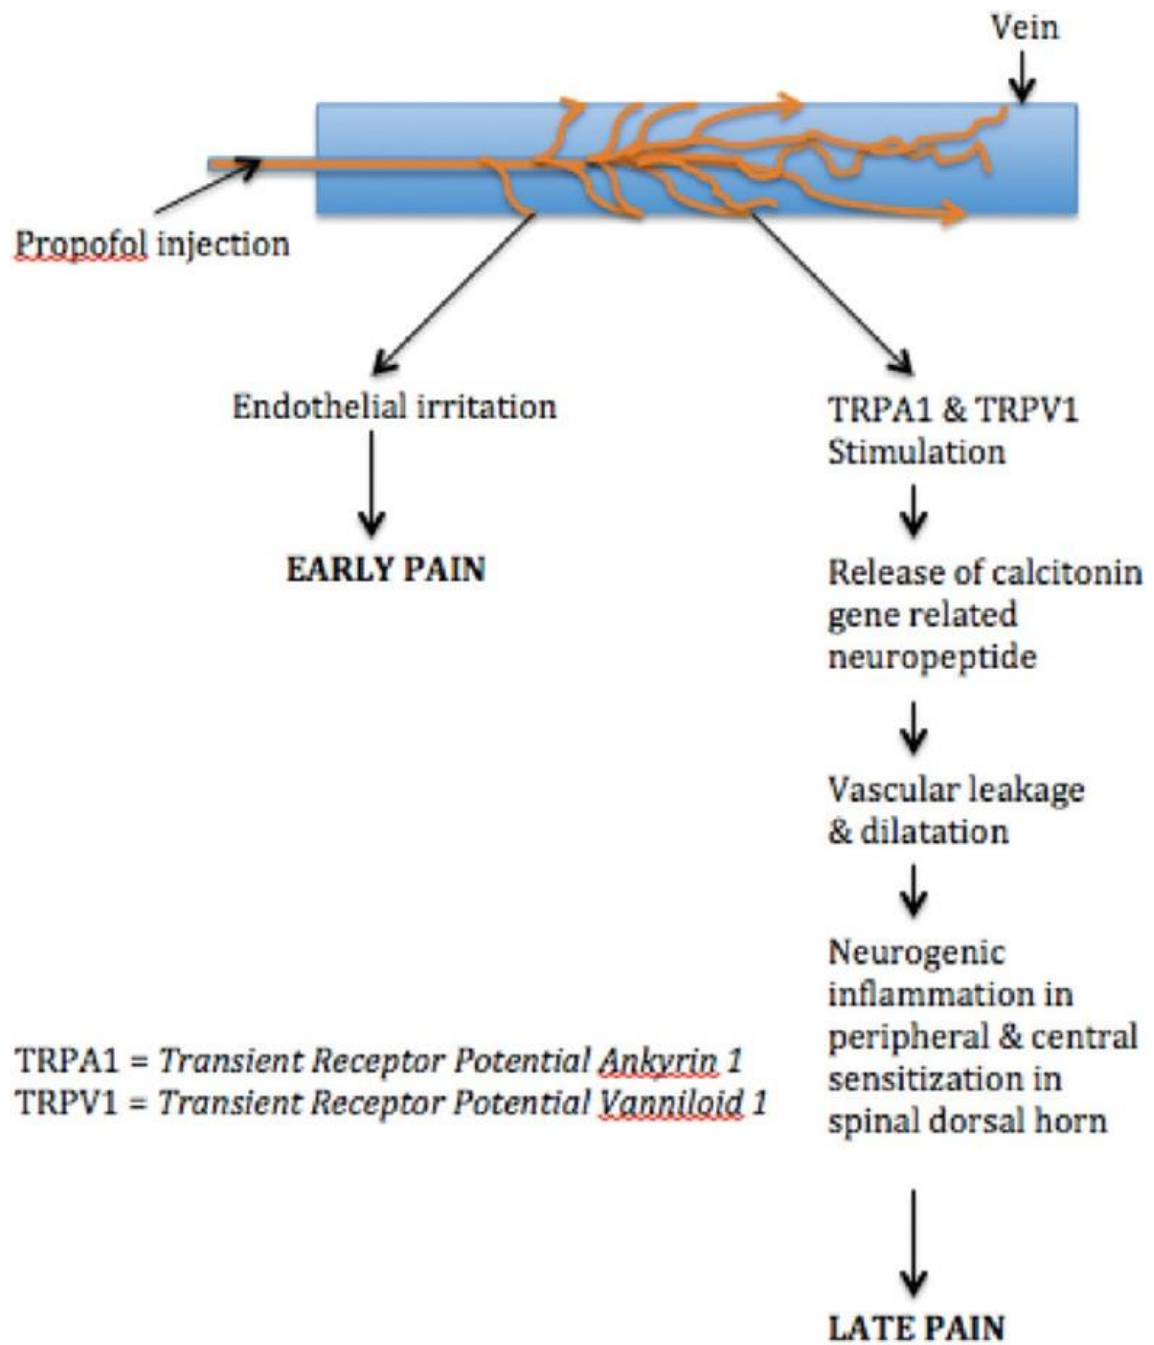 Vein
Propofol injection
Endothelial irritation
EARLY PAIN
TRPA1 & TRPV1
Stimulation
Release of calcitonin
gene related
neuropeptide
Vascular leakage
& dilatation
Neurogenic
inflammation in
peripheral & central
sensitization in
spinal dorsal horn
LATE PAIN
TRPA1 = Transient Receptor Potential Ankyrin 1
TRPV1 = Transient Receptor Potential Vanniloid 1